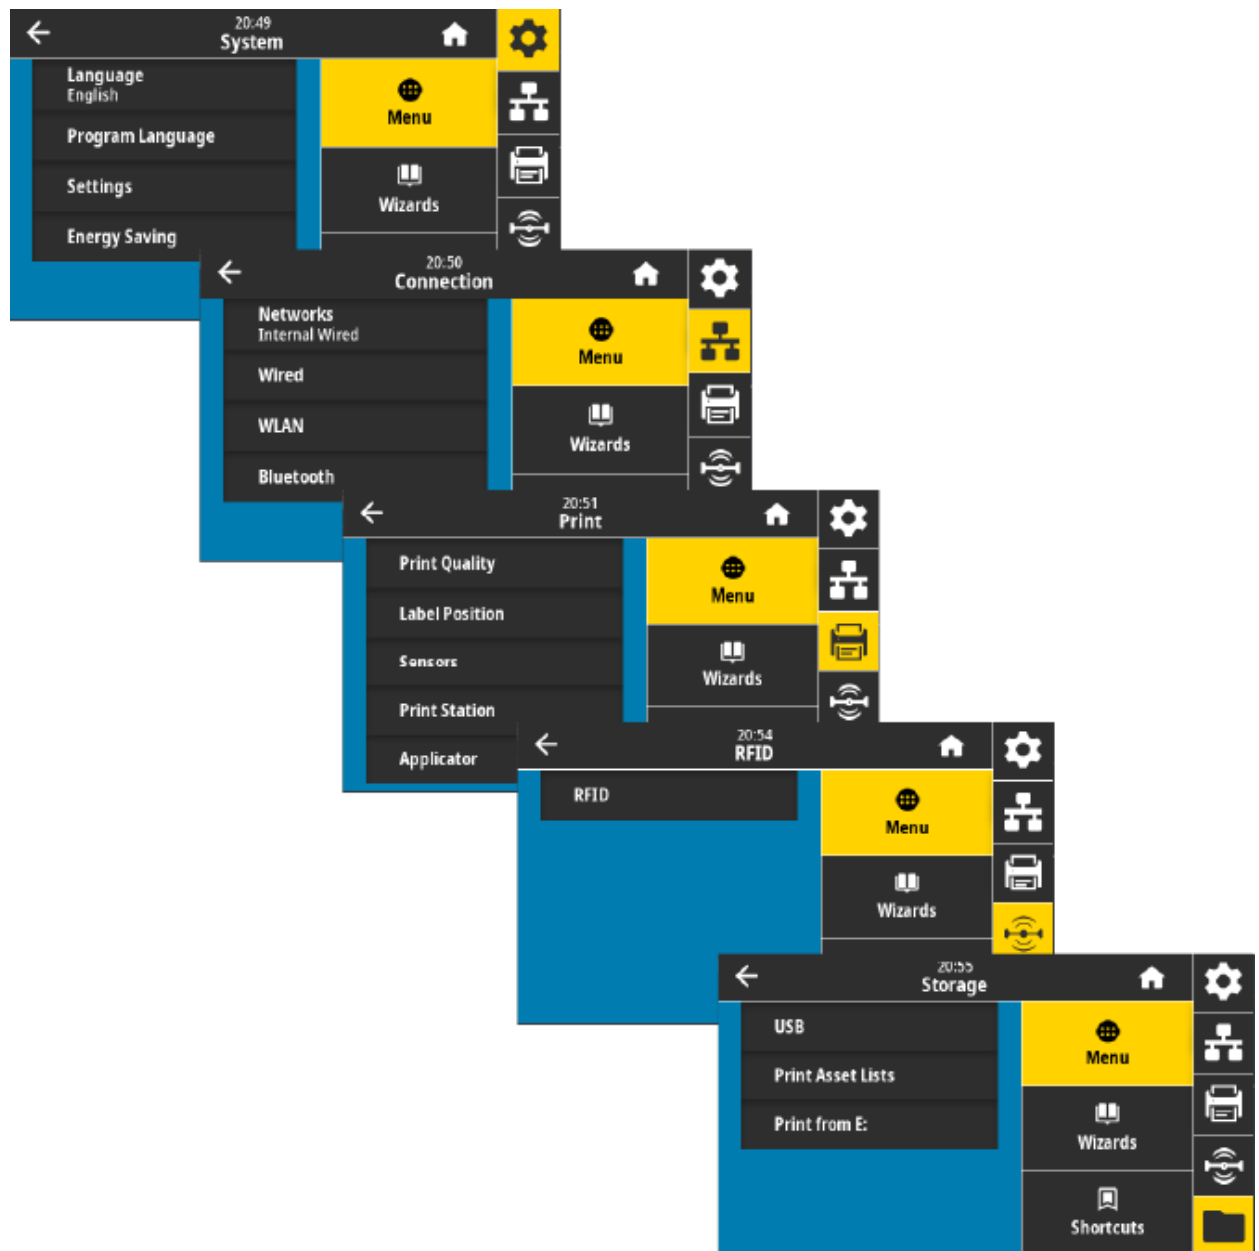 20:49
System
Language
English
Program Language
Settings
Energy Saving
Menu
Wizards
20:50
Connection
Networks
Internal Wired
Wired
WLAN
Bluetooth
Menu
Wizards
20:51
Print
Print Quality
Label Position
Sensors
Print Station
Applicator
Menu
Wizards
20:54
RFID
RFID
Menu
Wizards
20:55
Storage
USB
Print Asset Lists
Print from E:
Menu
Wizards
Shortcuts